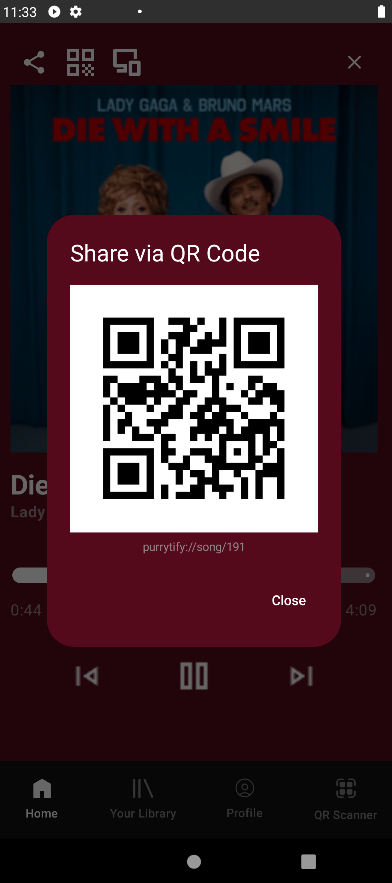 11:33
LADY GAGA & BRUNO MARS
DIE WITH A SMILE
Share via QR Code
purrytify://song/191
Close
Die
Lady
0:44
4:09
Home
Your Library
Profile
QR Scanner